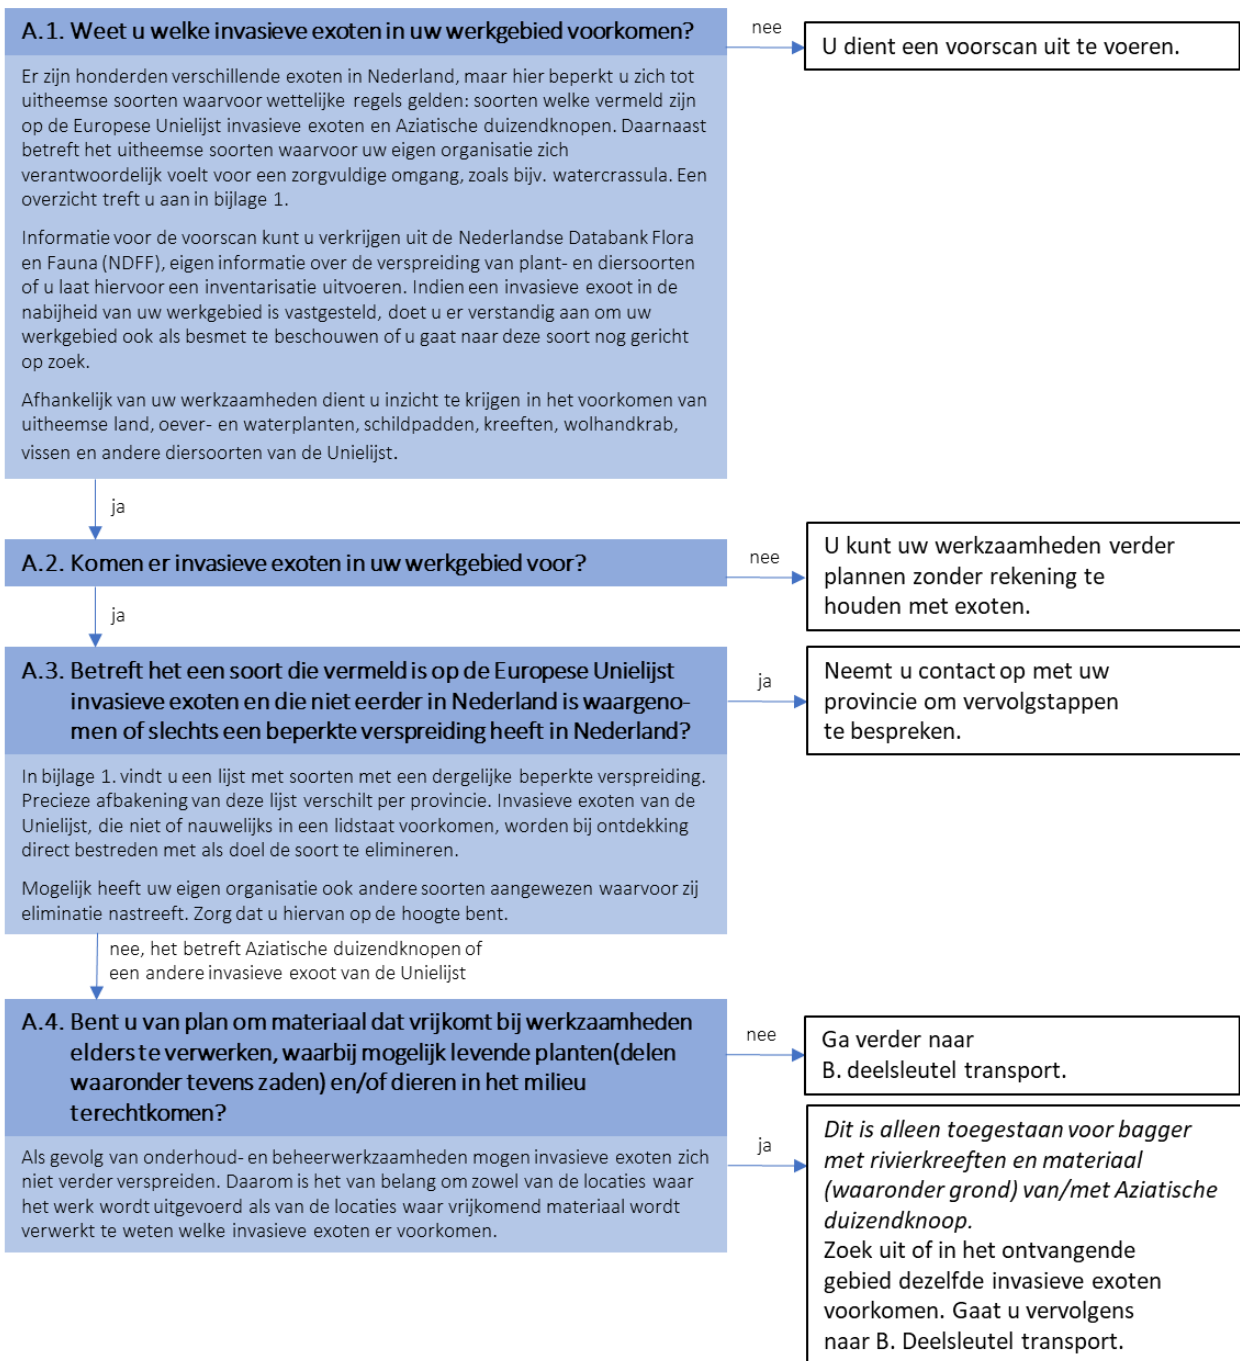 A.1. Weet u welke invasieve exoten in uw werkgebied voorkomen?
nee
U dient een voorscan uit te voeren.
Er zijn honderden verschillende exoten in Nederland, maar hier beperkt u zich tot
uitheemse soorten waarvoor wettelijke regels gelden: soorten welke vermeld zijn
op de Europese Unielijst invasieve exoten en Aziatische duizendknopen. Daarnaast
betreft het uitheemse soorten waarvoor uw eigen organisatie zich
verantwoordelijk voelt voor een zorgvuldige omgang, zoals bijv. watercrassula. Een
overzicht treft u aan in bijlage 1.
Informatie voor de voorscan kunt u verkrijgen uit de Nederlandse Databank Flora
en Fauna (NDFF), eigen informatie over de verspreiding van plant- en diersoorten
of u laat hiervoor een inventarisatie uitvoeren. Indien een invasieve exoot in de
nabijheid van uw werkgebied is vastgesteld, doet u er verstandig aan om uw
werkgebied ook als besmet te beschouwen of u gaat naar deze soort nog gericht
op zoek.
Afhankelijk van uw werkzaamheden dient u inzicht te krijgen in het voorkomen van
uitheemse land, oever- en waterplanten, schildpadden, kreeften, wolhandkrab,
vissen en andere diersoorten van de Unielijst.
ja
A.2. Komen er invasieve exoten in uw werkgebied voor?
nee
U kunt uw werkzaamheden verder
plannen zonder rekening te
houden met exoten.
ja
A.3. Betreft het een soort die vermeld is op de Europese Unielijst
invasieve exoten en die niet eerder in Nederland is waargeno-
men of slechts een beperkte verspreiding heeft in Nederland?
ja
Neemt u contact op met uw
provincie om vervolgstappen
te bespreken.
In bijlage 1. vindt u een lijst met soorten met een dergelijke beperkte verspreiding.
Precieze afbakening van deze lijst verschilt per provincie. Invasieve exoten van de
Unielijst, die niet of nauwelijks in een lidstaat voorkomen, worden bij ontdekking
direct bestreden met als doel de soort te elimineren.
Mogelijk heeft uw eigen organisatie ook andere soorten aangewezen waarvoor zij
eliminatie nastreeft. Zorg dat u hiervan op de hoogte bent.
nee, het betreft Aziatische duizendknopen of
een andere invasieve exoot van de Unielijst
A.4. Bent u van plan om materiaal dat vrijkomt bij werkzaamheden
elders te verwerken, waarbij mogelijk levende planten(delen
waaronder tevens zaden) en/of dieren in het milieu
terechtkomen?
nee
Ga verder naar
B. deelsleutel transport.
Als gevolg van onderhoud- en beheerwerkzaamheden mogen invasieve exoten zich
niet verder verspreiden. Daarom is het van belang om zowel van de locaties waar
het werk wordt uitgevoerd als van de locaties waar vrijkomend materiaal wordt
verwerkt te weten welke invasieve exoten er voorkomen.
ja
Dit is alleen toegestaan voor bagger
met rivierkreeften en materiaal
(waaronder grond) van/met Aziatische
duizendknoop.
Zoek uit of in het ontvangende
gebied dezelfde invasieve exoten
voorkomen. Gaat u vervolgens
naar B. Deelsleutel transport.